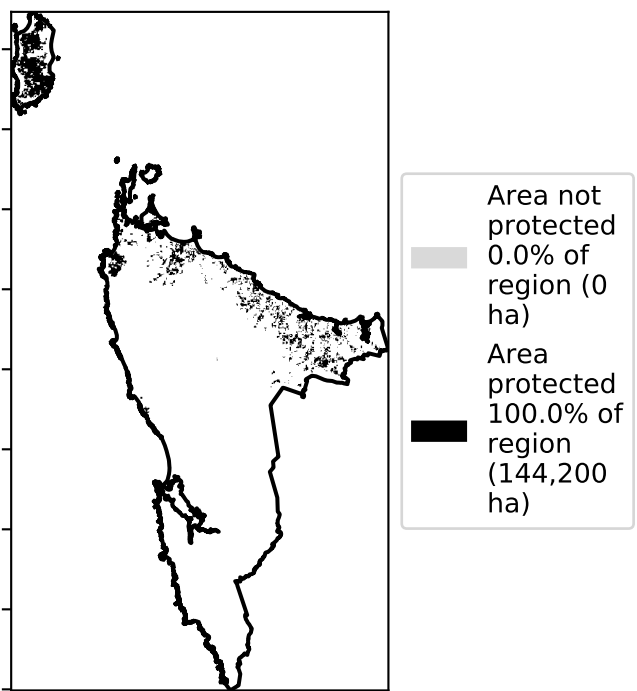 Area not
protected
0.0% of
region (0
ha)
Area
protected
100.0% of
region
(144,200
ha)